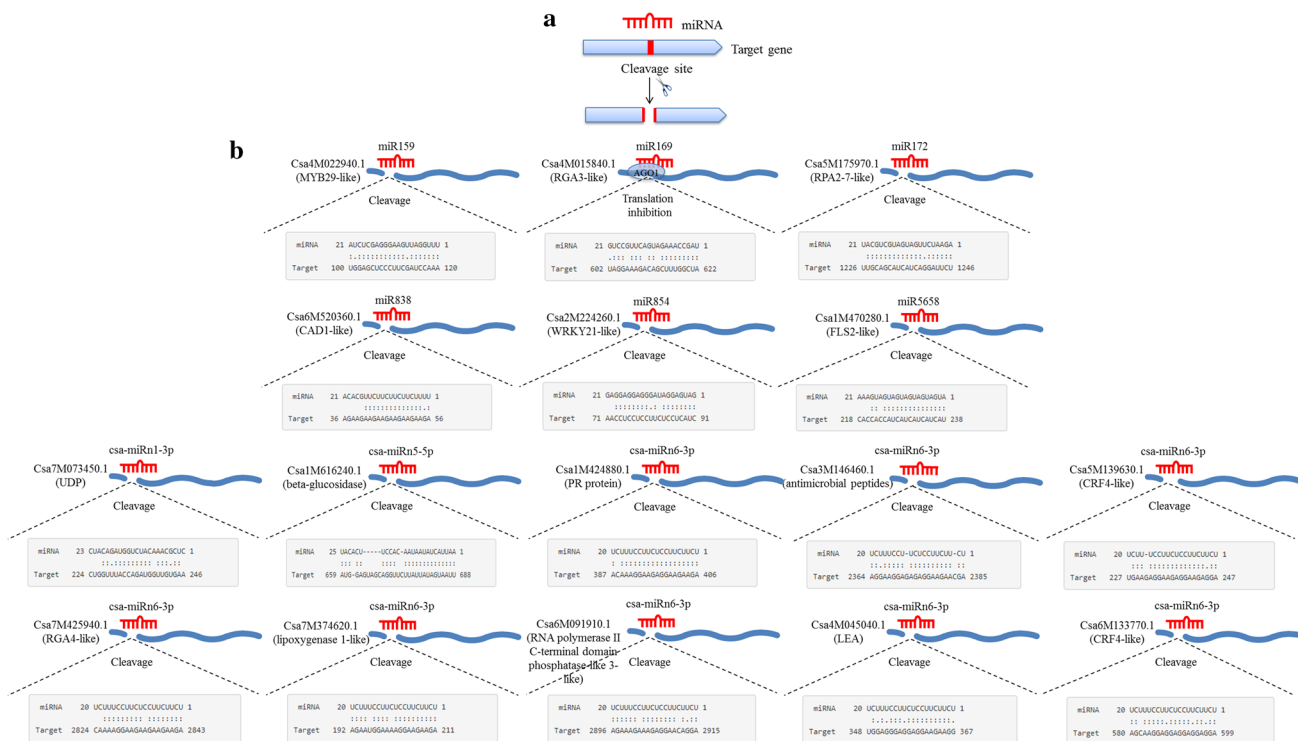 a
miRNA
Target gene
Cleavage site
b
miR159
Csa4M022940.1
(MYB29-like)
Cleavage
miRNA 21 AUCUCGAGGGAAGUUAGGUUU 1
:.:::::::::::.:::::::
Target 100 UGGAGCUCCCUUCGAUCCAAA 120
miR169
Csa4M015840.1
(RGA3-like)
AGO1
Translation
inhibition
miRNA 21 GUCCGUUCAGUAGAAACCGAU 1
.::: ::: :: :::::::::
Target 602 UAGGAAAGACAGCUUUGGCUA 622
miR172
Csa5M175970.1
(RPA2-7-like)
Cleavage
miRNA 21 UACGUCGUAGUAGUUCUAAGA 1
:::::::::::::.::::::
Target 1226 UUGCAGCAUCAUCAGGAUUCU 1246
miR838
Csa6M520360.1
(CAD1-like)
Cleavage
miRNA 21 ACACGUUCUUCUUCUUCUUUU 1
::::::::::::::.:
Target 36 AGAAGAAGAAGAAGAAGAAGA 56
miR854
Csa2M224260.1
(WRKY21-like)
Cleavage
miRNA 21 GAGGAGGAGGGAUAGGAGUAG 1
::::::::.: ::::::::
Target 71 AACCUCCUCCUUCUCCUCAUC 91
miR5658
Csa1M470280.1
(FLS2-like)
Cleavage
miRNA 21 AAAGUAGUAGUAGUAGUAGUA 1
:: ::::::::::::::::
Target 218 CACCACCAUCAUCAUCAUCAU 238
csa-miRn1-3p
Csa7M073450.1
(UDP)
Cleavage
miRNA 23 CUACAGAUGGUCUACAAACGCUC 1
::.:::::::::: :::.::
Target 224 CUGGUUUACCAGAUGGUUGUGAA 246
csa-miRn5-5p
Csa1M616240.1
(beta-glucosidase)
Cleavage
miRNA 25 UACACU-----UCCAC-AAUAAUAUCAUUAA 1
::: :: :::: ::::::::::::
Target 659 AUG-GAGUAGCAGGUUCUUAUUAUAGUAAUU 688
csa-miRn6-3p
Csa1M424880.1
(PR protein)
Cleavage
miRNA 20 UCUUUCCUUCUCCUUCUUCU 1
::::::::: ::::::::
Target 387 ACAAAGGAAGAGGAAGAAGA 406
csa-miRn6-3p
Csa3M146460.1
(antimicrobial peptides)
Cleavage
miRNA 20 UCUUUCCU-UCUCCUUCUU-CU 1
::.::::: :::::::::: ::
Target 2364 AGGAAGGAGAGAGGAAGAACGA 2385
csa-miRn6-3p
Csa5M139630.1
(CRF4-like)
Cleavage
miRNA 20 UCUU-UCCUUCUCCUUCUUCU 1
::: :::::::::::::.::
Target 227 UGAAGAGGAAGAGGAAGAGGA 247
csa-miRn6-3p
Csa7M425940.1
(RGA4-like)
Cleavage
miRNA 20 UCUUUCCUUCUCCUUCUUCU 1
::::::::: ::::::::
Target 2824 CAAAAGGAAGAAGAAGAAGA 2843
csa-miRn6-3p
Csa7M374620.1
(lipoxygenase 1-like)
Cleavage
miRNA 20 UCUUUCCUUCUCCUUCUUCU 1
:::: :::: :::::::::
Target 192 AGAAUGGAAAAGGAAGAAGA 211
csa-miRn6-3p
Csa6M091910.1
(RNA polymerase II
C-terminal domain
phosphatase-like 3-
like)
Cleavage
miRNA 20 UCUUUCCUUCUCCUUCUUCU 1
:::::: :::::::: :.::
Target 2896 AGAAAGAAAGAGGAACAGGA 2915
csa-miRn6-3p
Csa4M045040.1
(LEA)
Cleavage
miRNA 20 UCUUUCCUUCUCCUUCUUCU 1
:.:.:::.::::::::::.
Target 348 UGGAGGGAGGAGGAAGAAGG 367
csa-miRn6-3p
Csa6M133770.1
(CRF4-like)
Cleavage
miRNA 20 UCUUUCCUUCUCCUUCUUCU 1
:: :::::.:::::.::.::
Target 580 AGCAAGGAGGAGGAGGAGGA 599